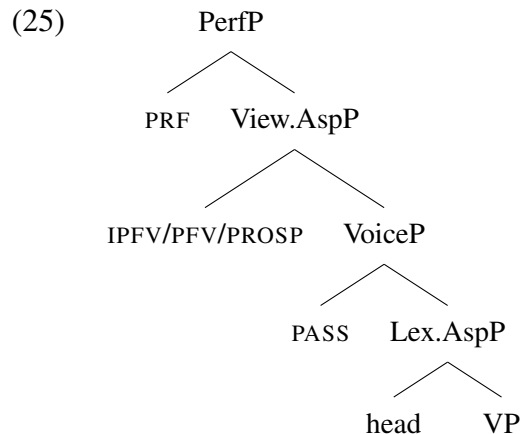 (25) PerfP
PRF View.AspP
IPFV/PFV/PROSP VoiceP
PASS Lex.AspP
head VP